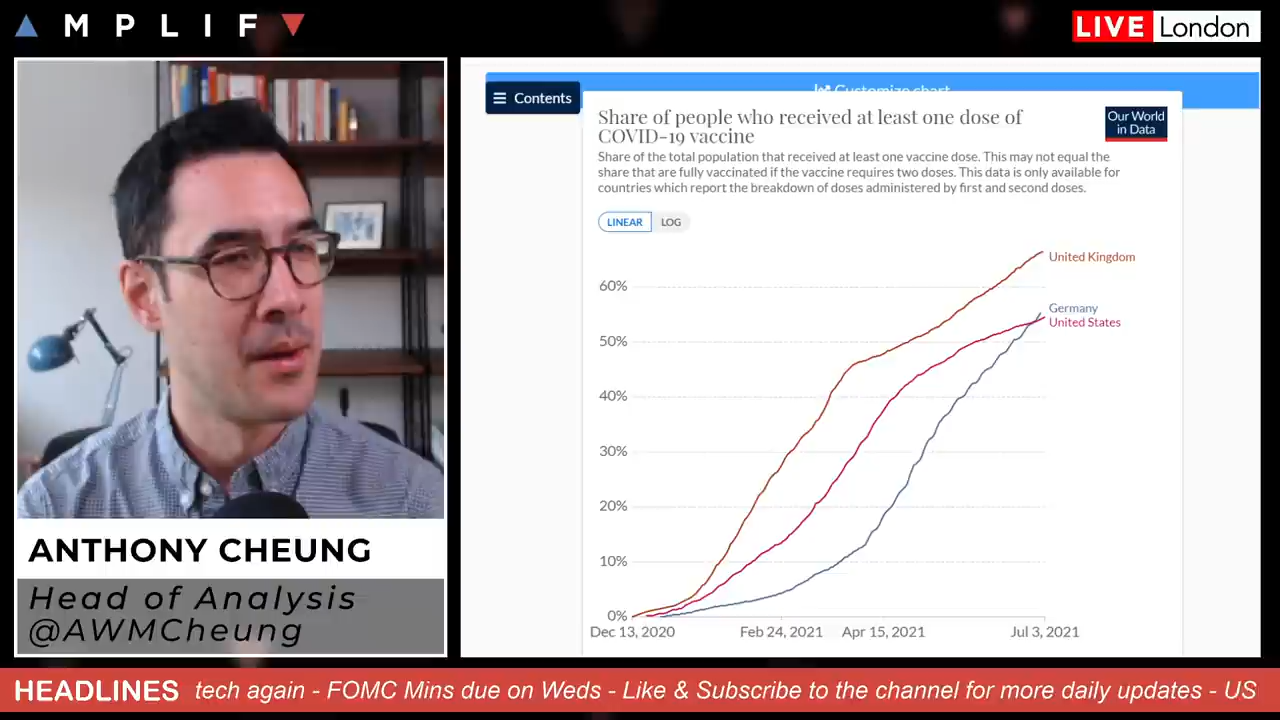 ▲ M P L I F ▼
LIVE London
Customize chart
☰ Contents
Share of people who received at least one dose of
COVID-19 vaccine
Our World
in Data
Share of the total population that received at least one vaccine dose. This may not equal the
share that are fully vaccinated if the vaccine requires two doses. This data is only available for
countries which report the breakdown of doses administered by first and second doses.
LINEAR LOG
United Kingdom
60%
Germany
United States
50%
40%
30%
20%
10%
0%
Dec 13, 2020 Feb 24, 2021 Apr 15, 2021 Jul 3, 2021
ANTHONY CHEUNG
Head of Analysis
@AWMCheung
HEADLINES tech again - FOMC Mins due on Weds - Like & Subscribe to the channel for more daily updates - US